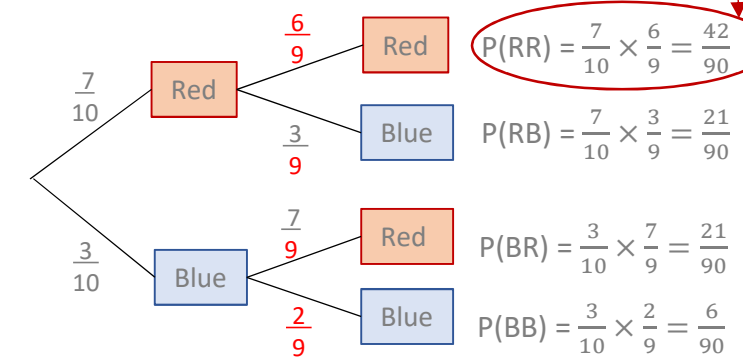 7/10
Red
6/9
Red
P(RR) = 7/10 × 6/9 = 42/90
3/9
Blue
P(RB) = 7/10 × 3/9 = 21/90
3/10
Blue
7/9
Red
P(BR) = 3/10 × 7/9 = 21/90
2/9
Blue
P(BB) = 3/10 × 2/9 = 6/90